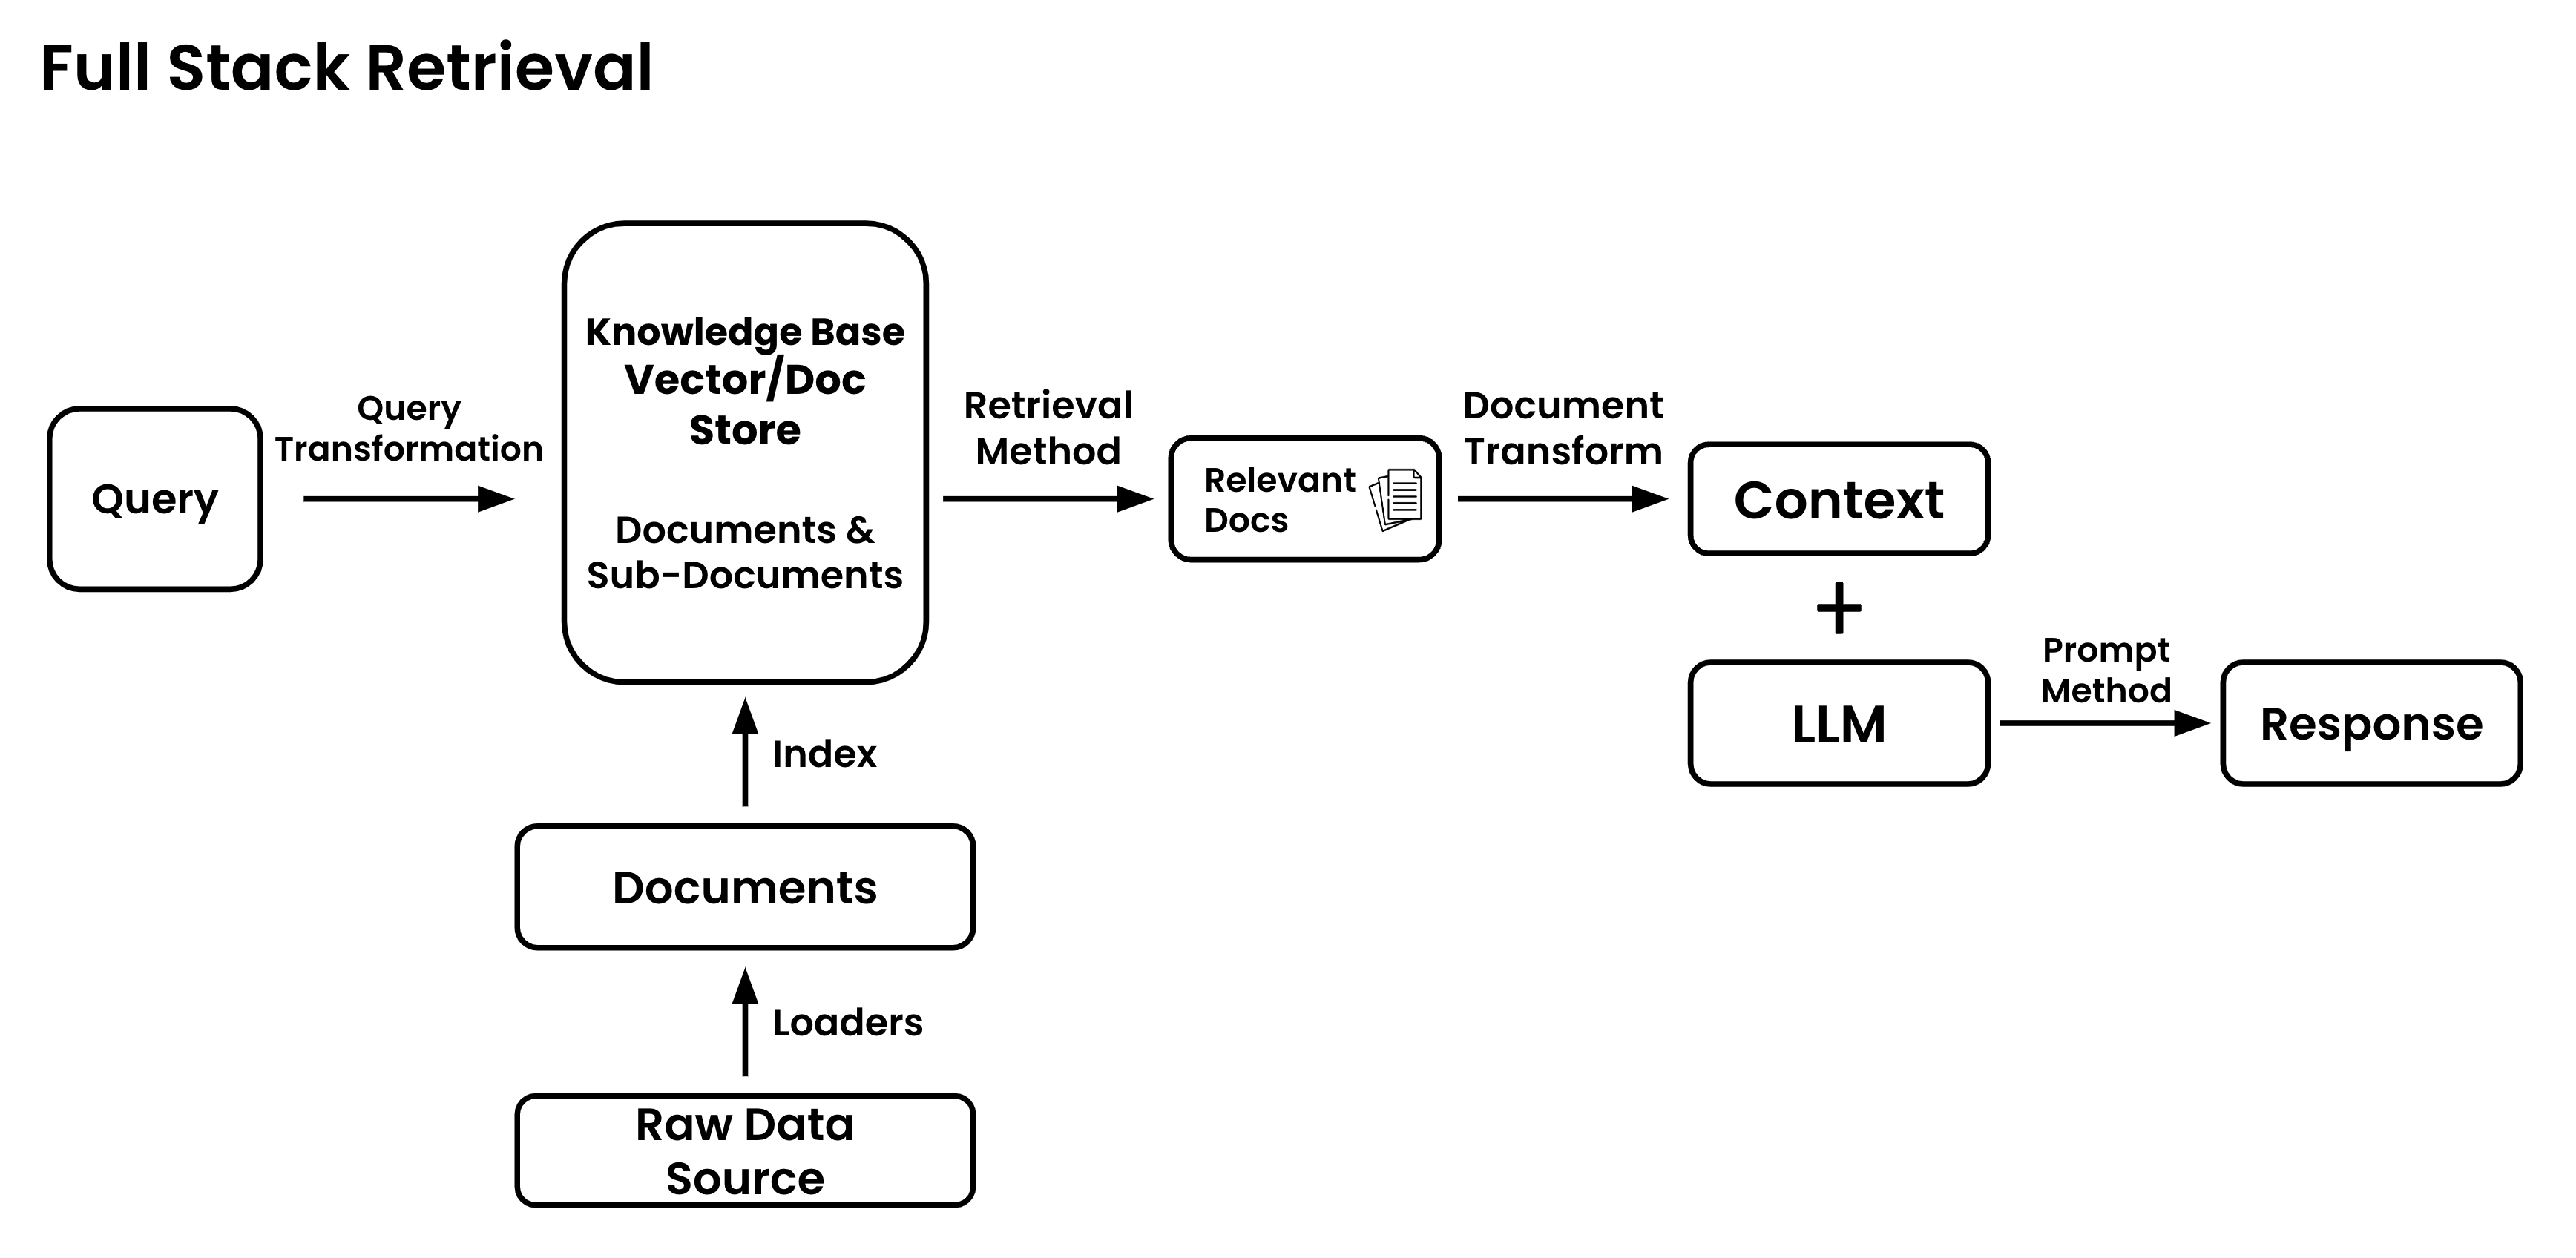 Full Stack Retrieval
Query
Query
Transformation
Knowledge Base
Vector/Doc
Store
Documents &
Sub-Documents
Retrieval
Method
Relevant
Docs
Document
Transform
Context
+
LLM
Prompt
Method
Response
Index
Documents
Loaders
Raw Data
Source